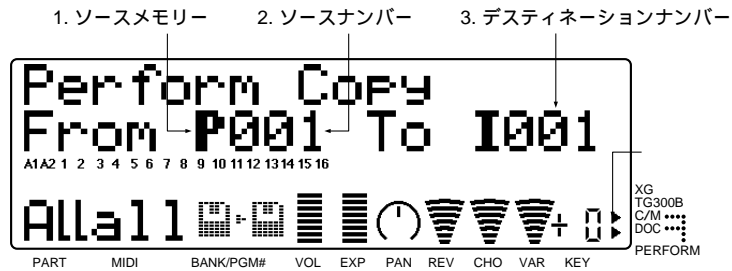 1. ソースメモリー 2. ソースナンバー 3. デスティネーションナンバー
Perform Copy
From P001 To I001
A1 A2 1 2 3 4 5 6 7 8 9 10 11 12 13 14 15 16
Allall + 0
XG
TG300B
C/M
DOC
PERFORM
PART MIDI BANK/PGM# VOL EXP PAN REV CHO VAR KEY